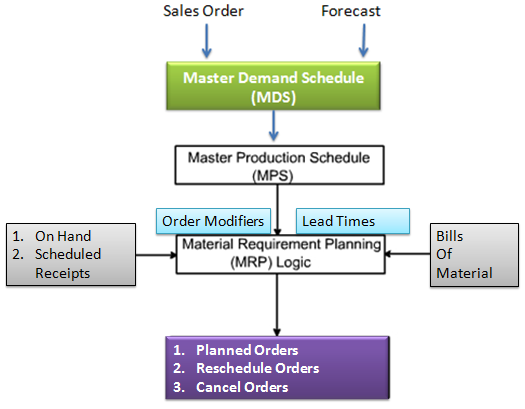 Sales Order
Forecast
Master Demand Schedule
(MDS)
Master Production Schedule
(MPS)
Order Modifiers
Lead Times
1. On Hand
2. Scheduled
Receipts
Material Requirement Planning
(MRP) Logic
Bills
Of
Material
1. Planned Orders
2. Reschedule Orders
3. Cancel Orders